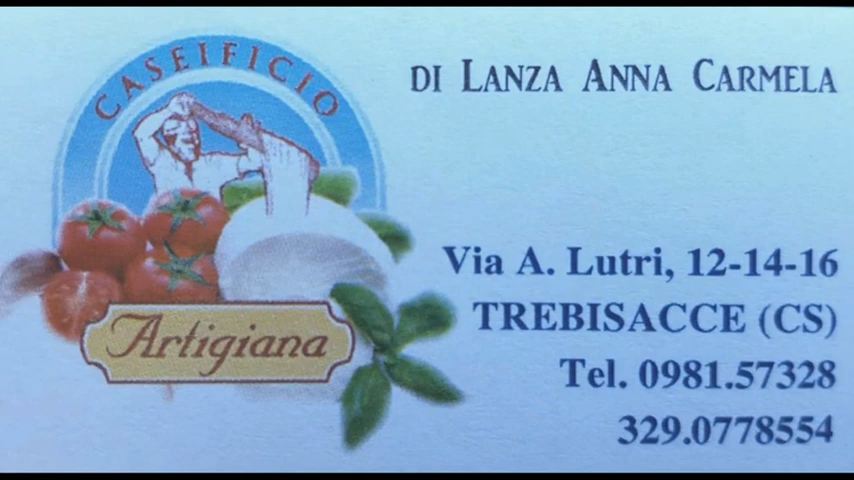 CASEIFICIO
Artigiana
DI LANZA ANNA CARMELA
Via A. Lutri, 12-14-16
TREBISACCE (CS)
Tel. 0981.57328
329.0778554